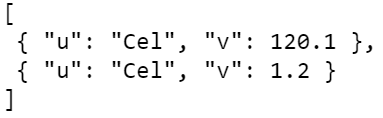 [
 { "u": "Cel", "v": 120.1 },
 { "u": "Cel", "v": 1.2 }
]